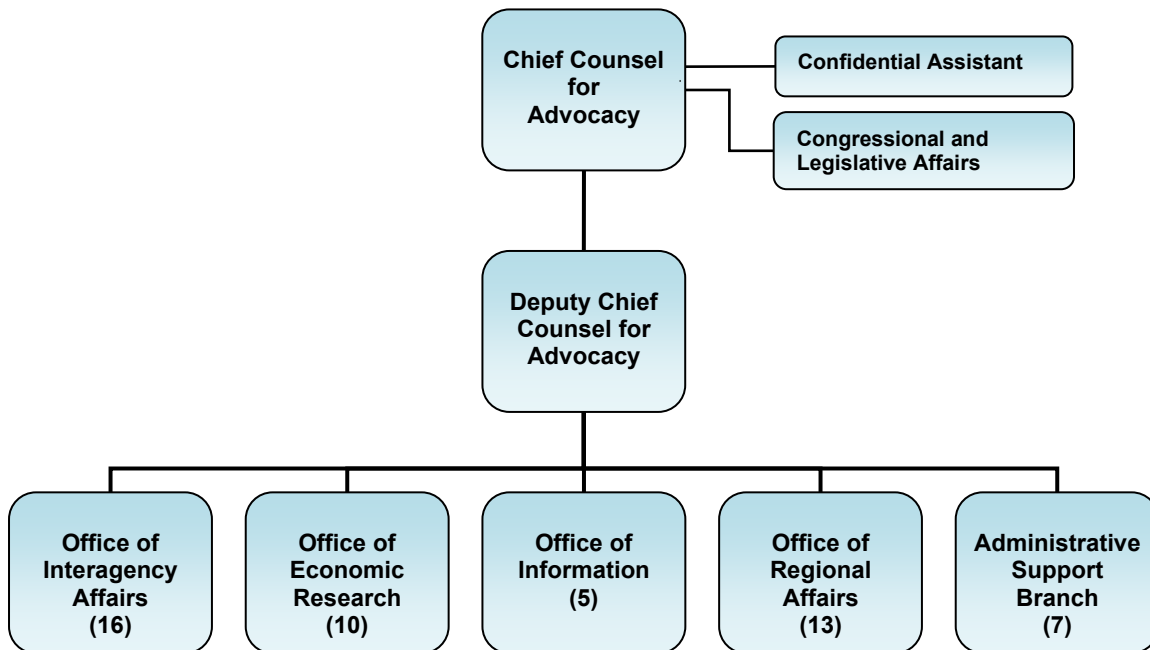 Chief Counsel
for
Advocacy
Confidential Assistant
Congressional and
Legislative Affairs
Deputy Chief
Counsel for
Advocacy
Office of
Interagency
Affairs
(16)
Office of
Economic
Research
(10)
Office of
Information
(5)
Office of
Regional
Affairs
(13)
Administrative
Support
Branch
(7)